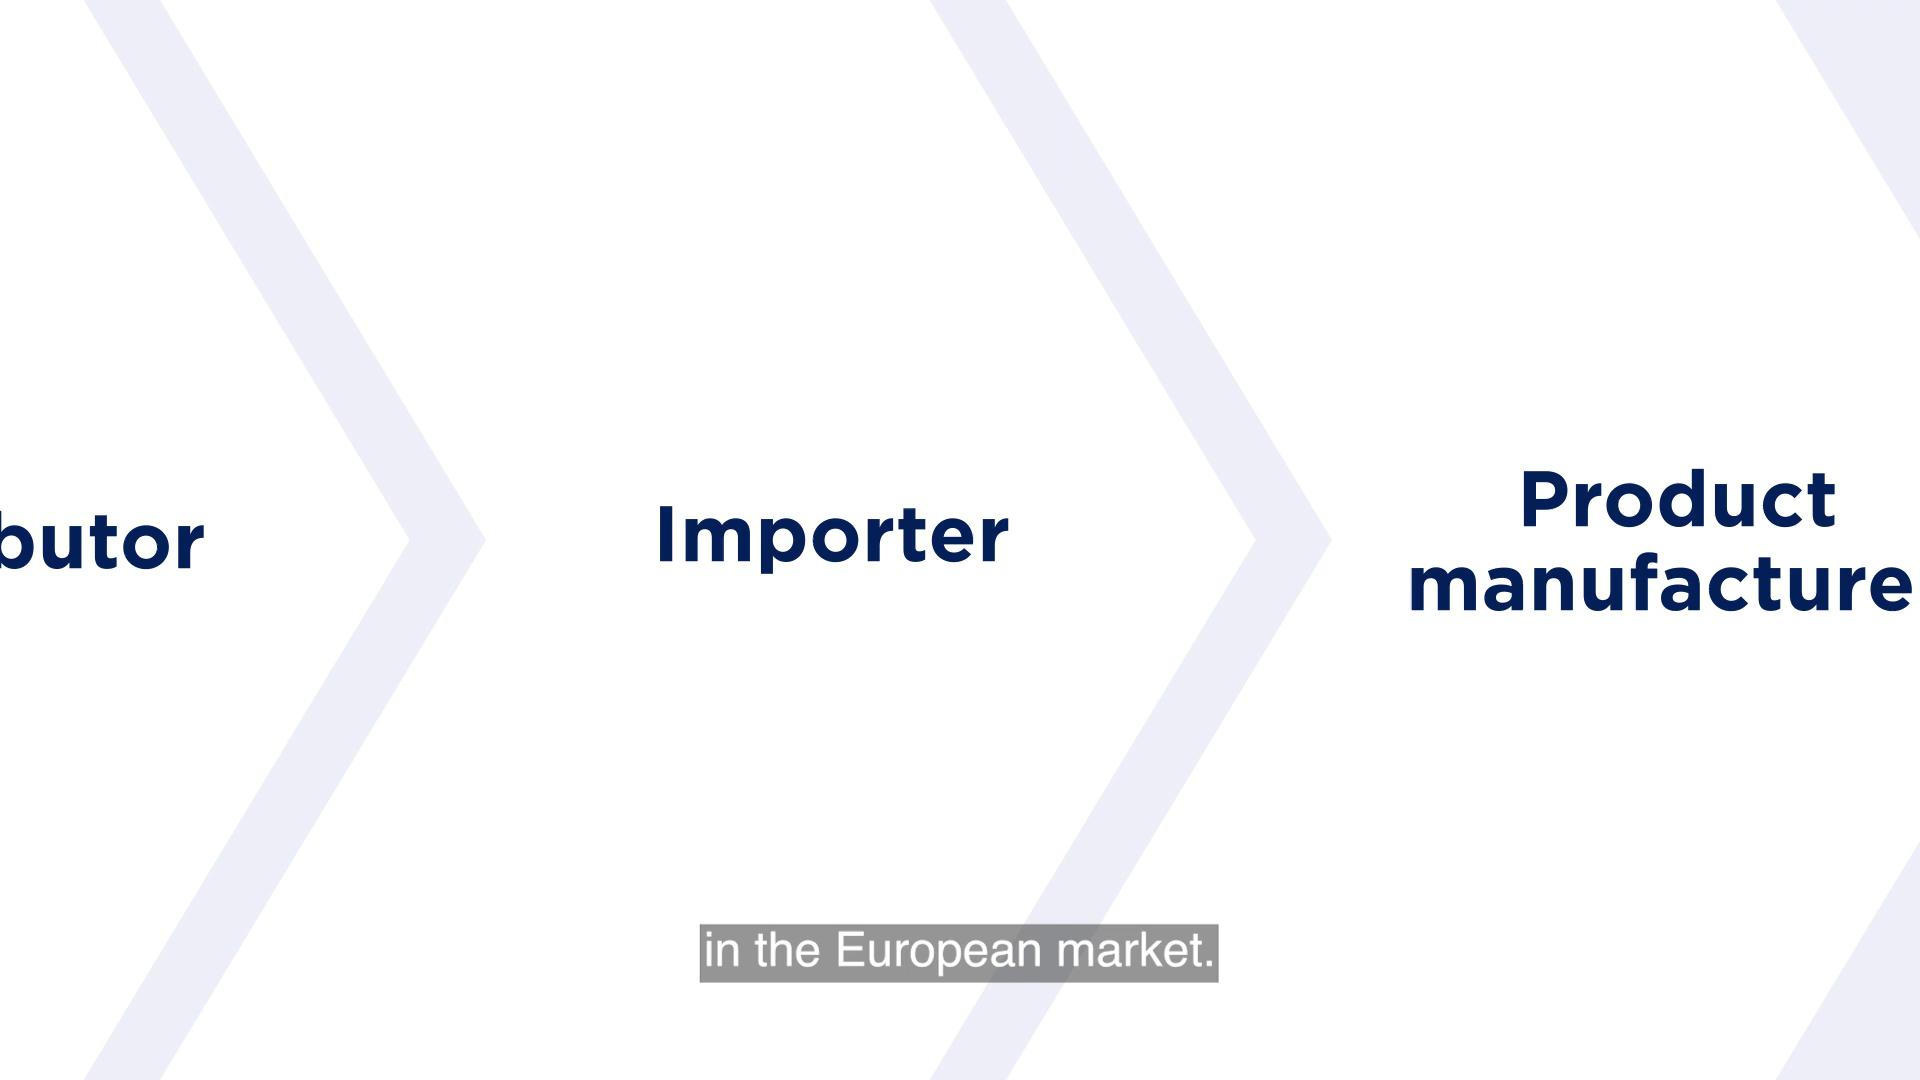 butor
Importer
Product
manufacture
in the European market.